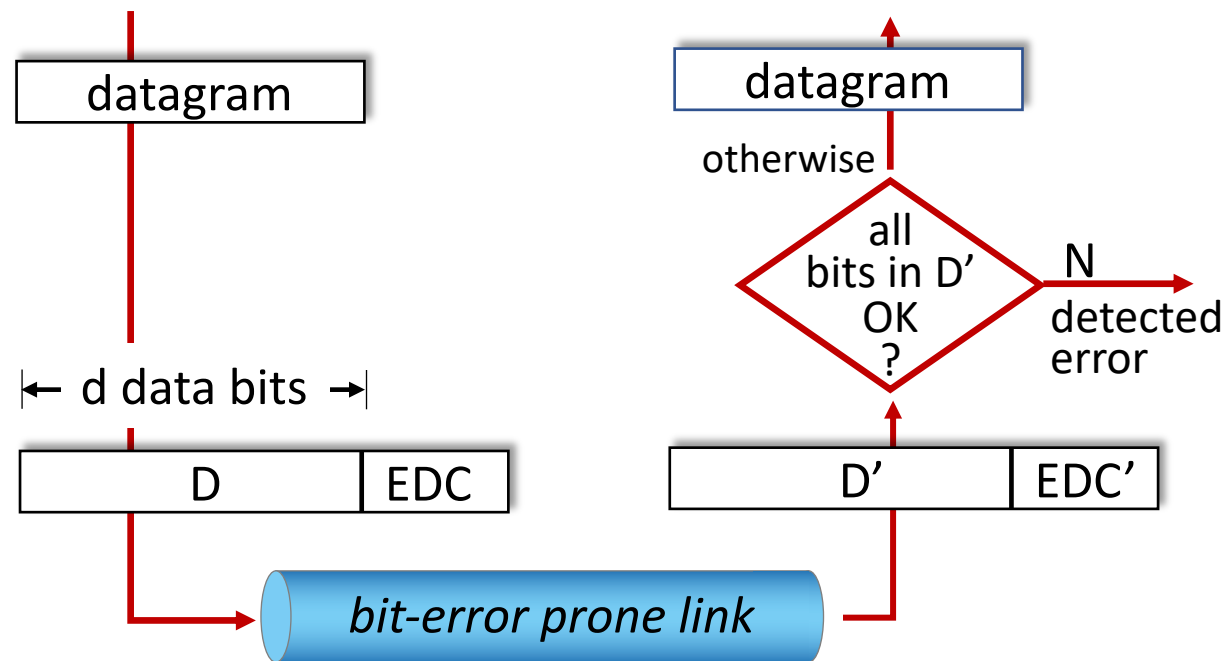 datagram
d data bits
D
EDC
bit-error prone link
datagram
otherwise
all
bits in D’
OK
?
N
detected
error
D’
EDC’